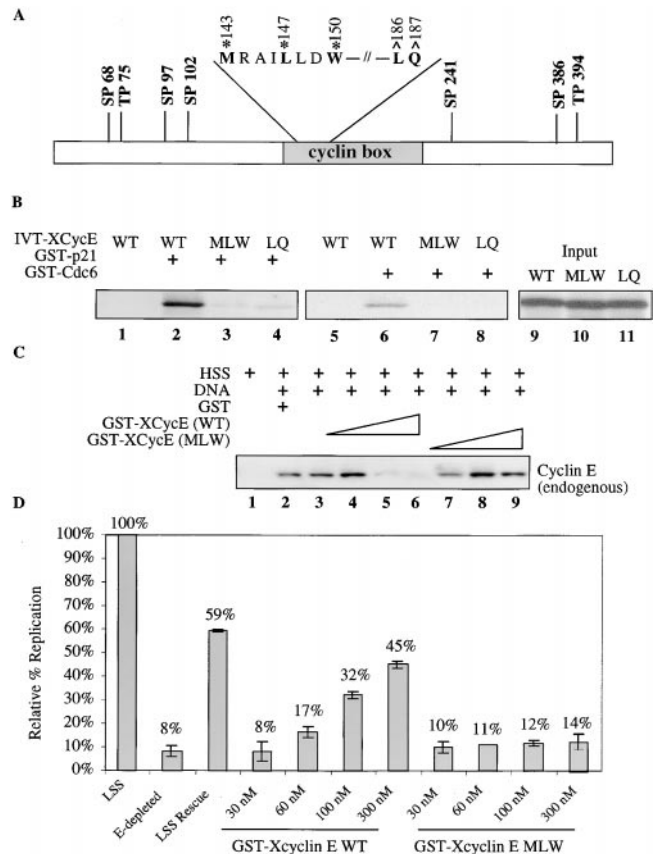 A
*143 *147 *150 >186 >187
M R A I L L D W — // — L Q
SP 68 TP 75 SP 97 SP 102 SP 241 SP 386 TP 394
cyclin box
B
IVT-XCycE WT WT MLW LQ WT WT MLW LQ Input
GST-p21 + + + WT MLW LQ
GST-Cdc6 + + +
1 2 3 4 5 6 7 8 9 10 11
C
HSS + + + + + + + + +
DNA + + + + + + + +
GST +
GST-XCycE (WT)
GST-XCycE (MLW)
Cyclin E
(endogenous)
1 2 3 4 5 6 7 8 9
D
Relative % Replication
100%
90%
80%
70%
60%
50%
40%
30%
20%
10%
0%
100% 8% 59% 8% 17% 32% 45% 10% 11% 12% 14%
LSS E-depleted LSS Rescue 30 nM 60 nM 100 nM 300 nM 30 nM 60 nM 100 nM 300 nM
GST-Xcyclin E WT GST-Xcyclin E MLW